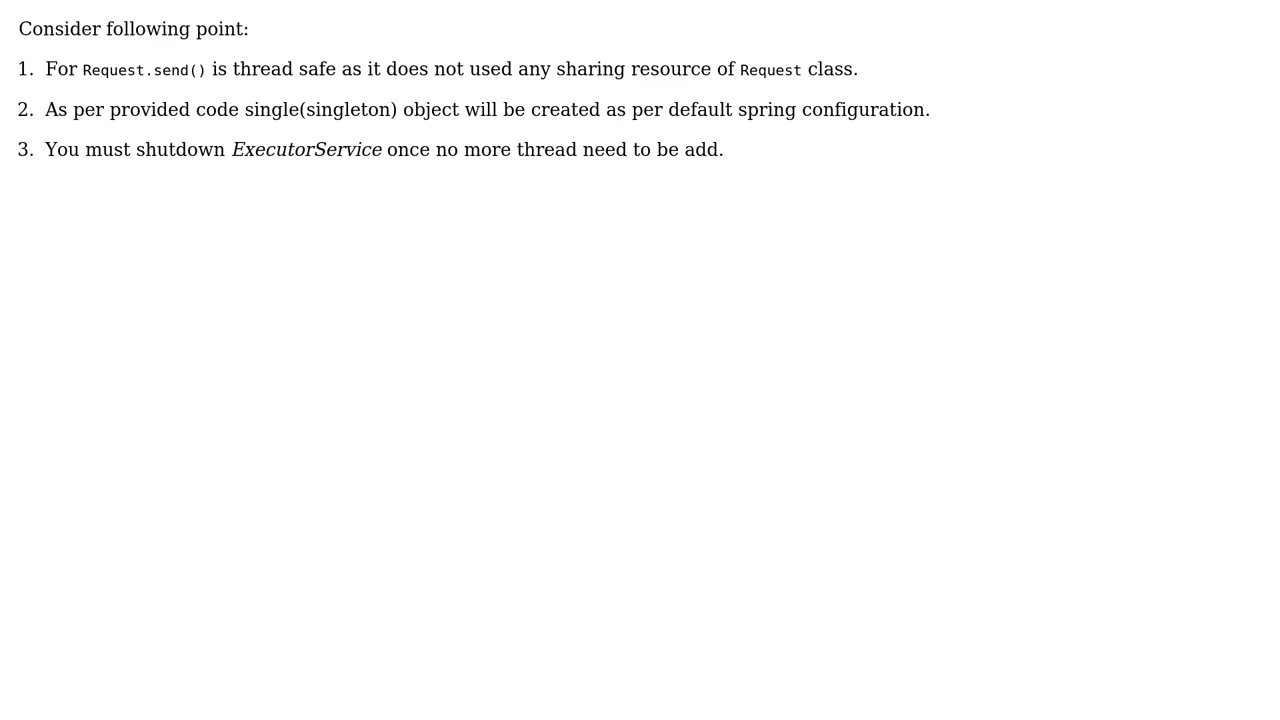 Consider following point:
1. For Request.send() is thread safe as it does not used any sharing resource of Request class.
2. As per provided code single(singleton) object will be created as per default spring configuration.
3. You must shutdown ExecutorService once no more thread need to be add.